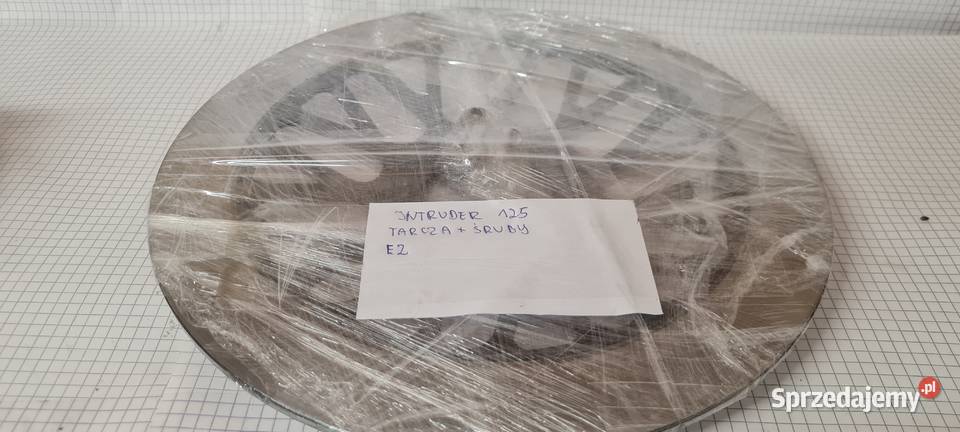 INTRUDER 125
TARCZA + ŚRUBY
E2
Sprzedajemy.pl